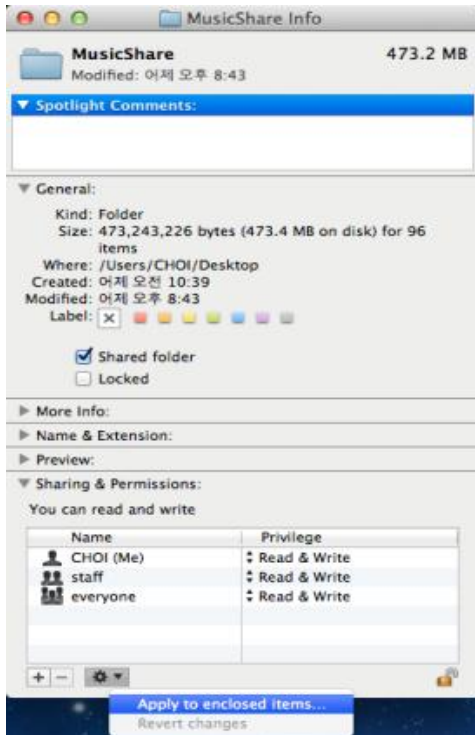 MusicShare Info
MusicShare 473.2 MB
Modified: 어제 오후 8:43
Spotlight Comments:
General:
Kind: Folder
Size: 473,243,226 bytes (473.4 MB on disk) for 96
items
Where: /Users/CHOI/Desktop
Created: 어제 오전 10:39
Modified: 어제 오후 8:43
Label:
Shared folder
Locked
More Info:
Name & Extension:
Preview:
Sharing & Permissions:
You can read and write
Name Privilege
CHOI (Me) Read & Write
staff Read & Write
everyone Read & Write
Apply to enclosed items...
Revert changes